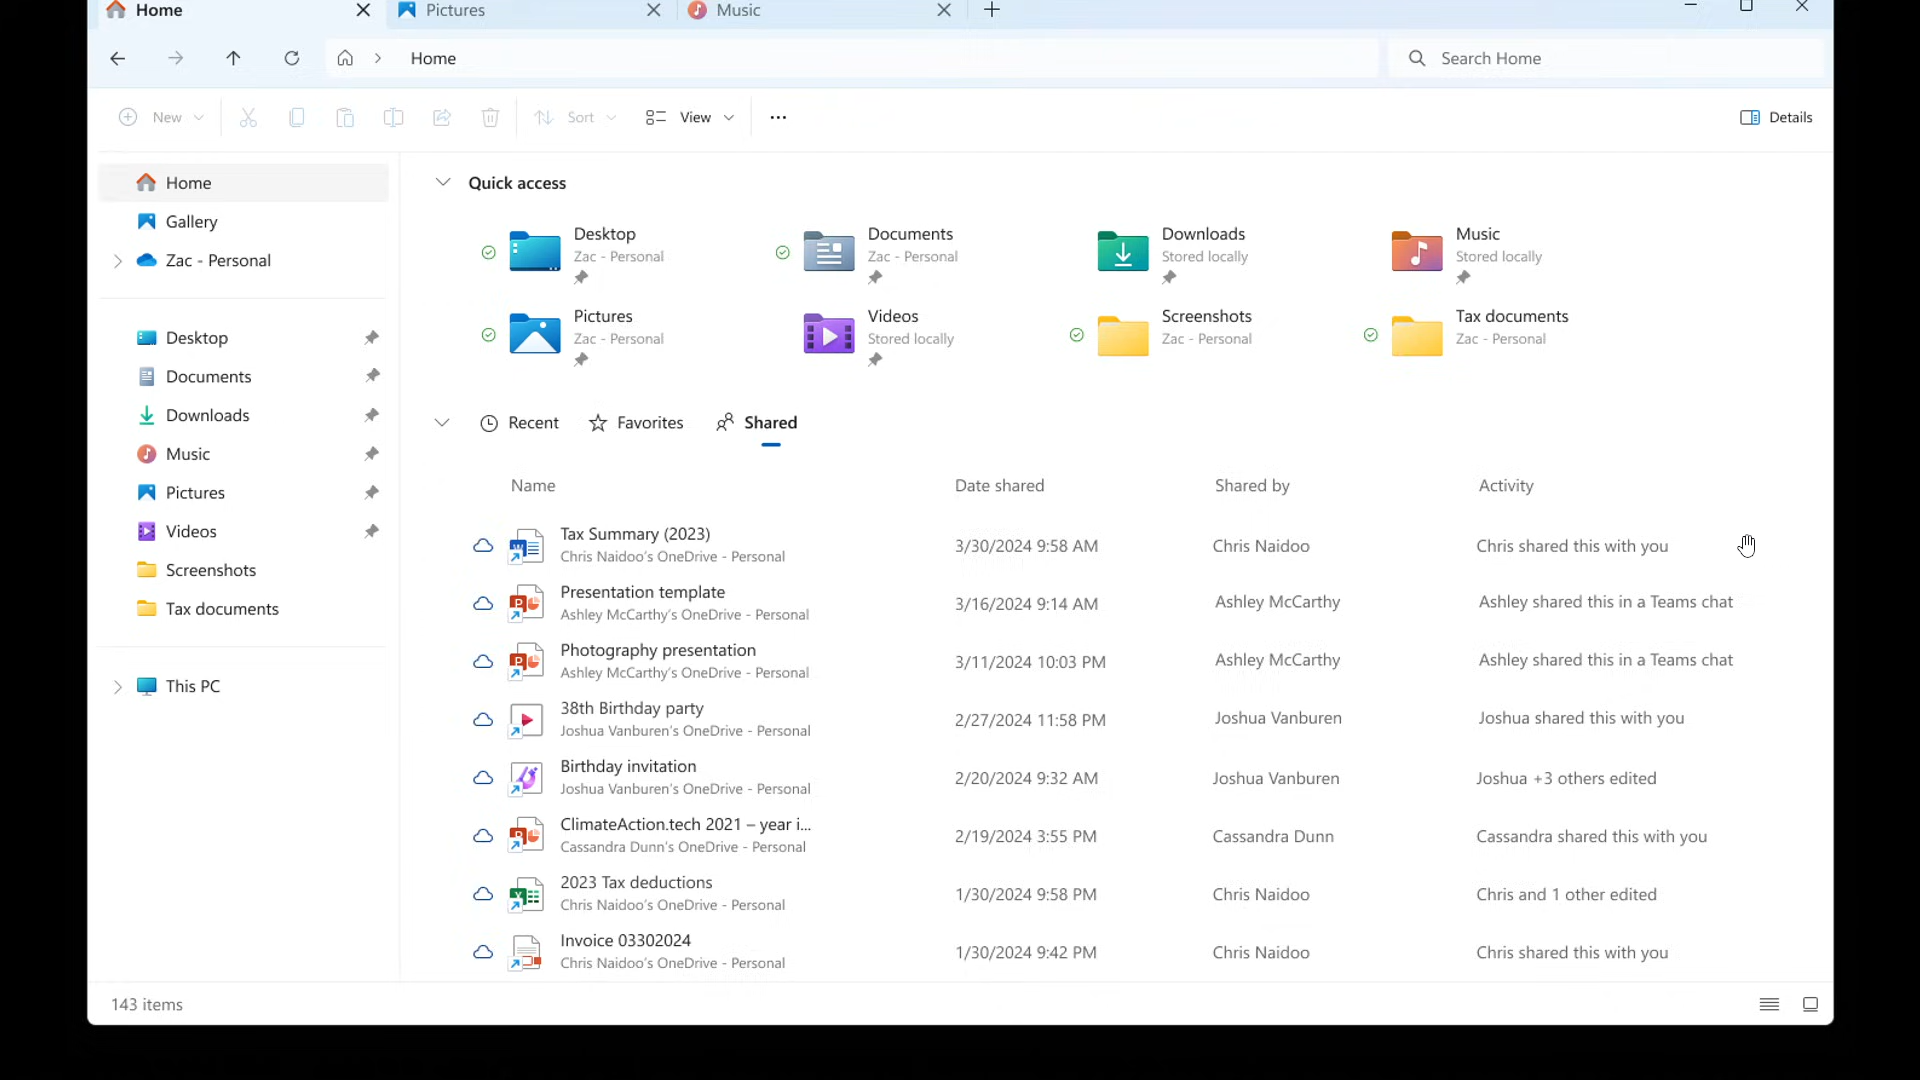 Home
Pictures
Music
Home
Search Home
New
Sort
View
Details
Home
Gallery
Zac - Personal
Desktop
Documents
Downloads
Music
Pictures
Videos
Screenshots
Tax documents
This PC
Quick access
Desktop
Zac - Personal
Documents
Zac - Personal
Downloads
Stored locally
Music
Stored locally
Pictures
Zac - Personal
Videos
Stored locally
Screenshots
Zac - Personal
Tax documents
Zac - Personal
Recent Favorites Shared
Name Date shared Shared by Activity
Tax Summary (2023)
Chris Naidoo's OneDrive - Personal
3/30/2024 9:58 AM Chris Naidoo Chris shared this with you
Presentation template
Ashley McCarthy's OneDrive - Personal
3/16/2024 9:14 AM Ashley McCarthy Ashley shared this in a Teams chat
Photography presentation
Ashley McCarthy's OneDrive - Personal
3/11/2024 10:03 PM Ashley McCarthy Ashley shared this in a Teams chat
38th Birthday party
Joshua Vanburen's OneDrive - Personal
2/27/2024 11:58 PM Joshua Vanburen Joshua shared this with you
Birthday invitation
Joshua Vanburen's OneDrive - Personal
2/20/2024 9:32 AM Joshua Vanburen Joshua +3 others edited
ClimateAction.tech 2021 – year i...
Cassandra Dunn's OneDrive - Personal
2/19/2024 3:55 PM Cassandra Dunn Cassandra shared this with you
2023 Tax deductions
Chris Naidoo's OneDrive - Personal
1/30/2024 9:58 PM Chris Naidoo Chris and 1 other edited
Invoice 03302024
Chris Naidoo's OneDrive - Personal
1/30/2024 9:42 PM Chris Naidoo Chris shared this with you
143 items